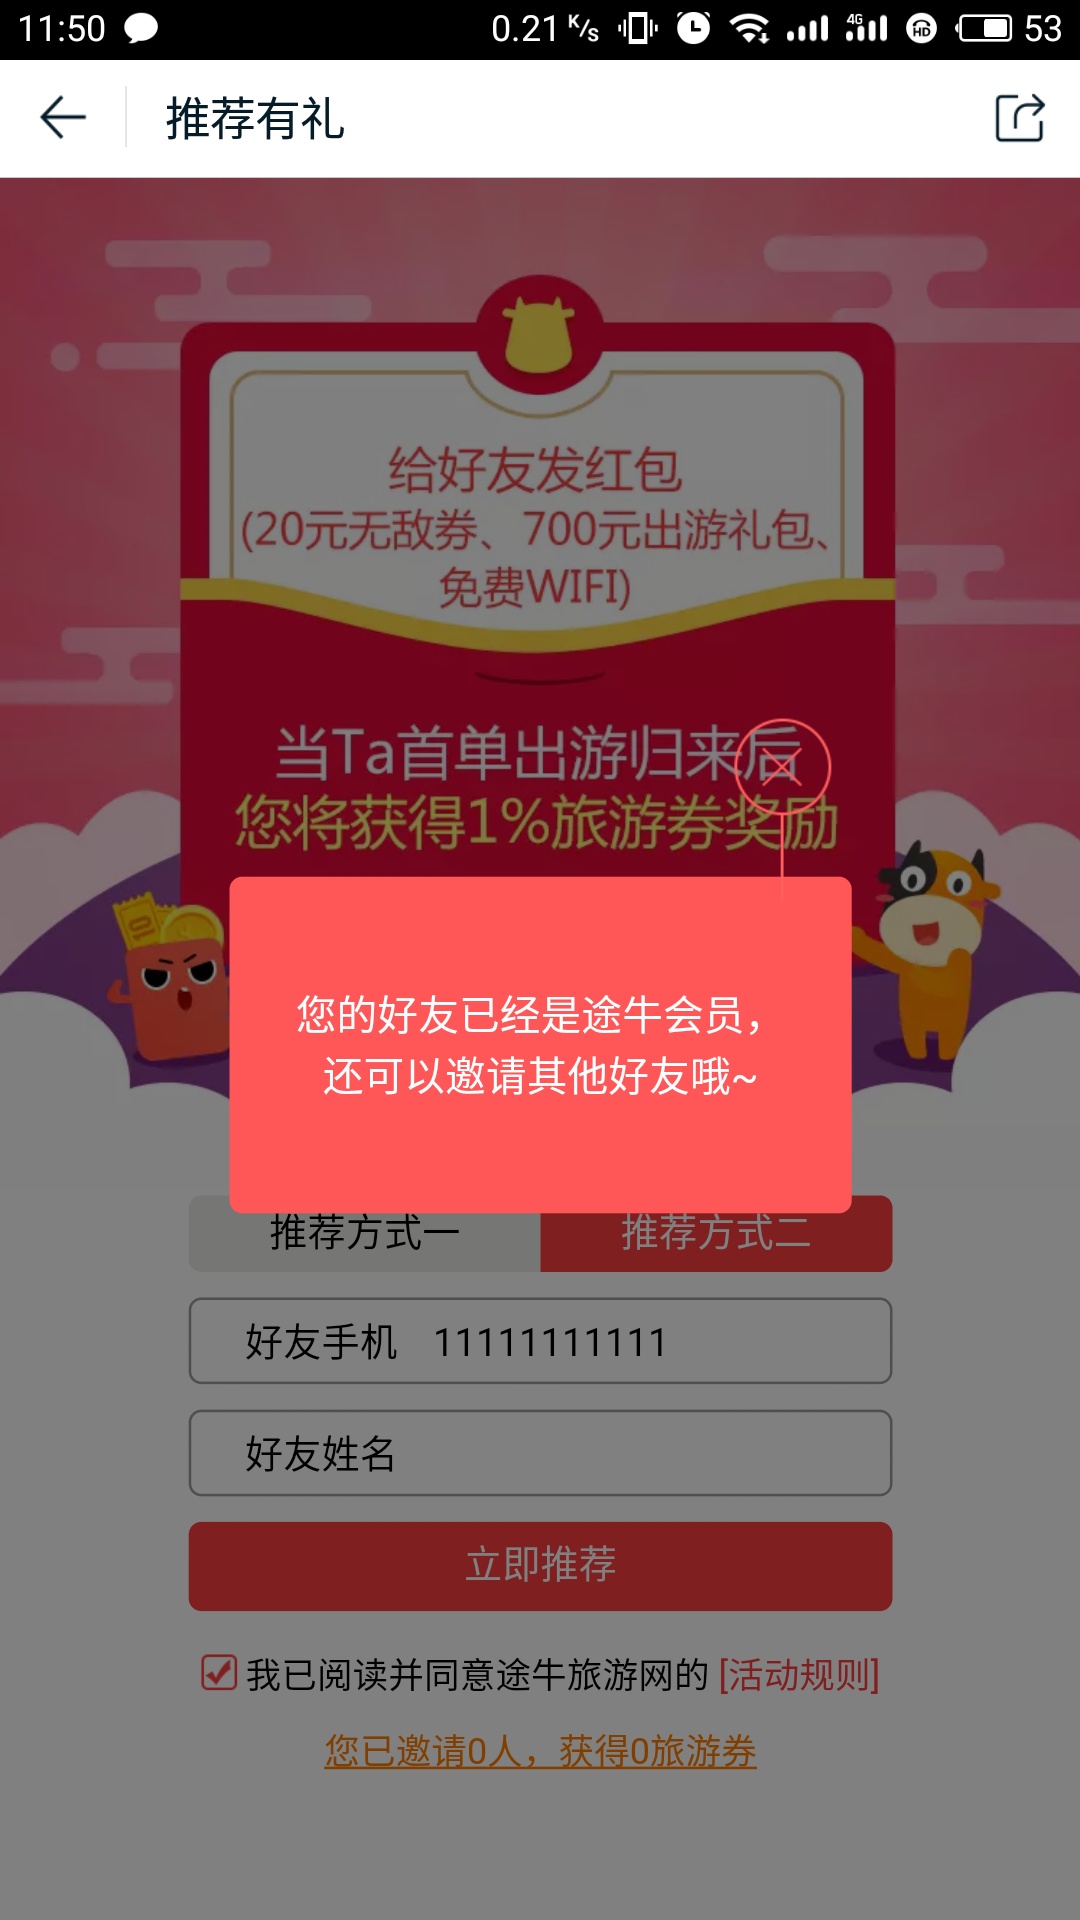 11:50 0.21 K/s 4G HD 53
推荐有礼
给好友发红包
(20元无敌券、700元出游礼包、
免费WIFI)
当Ta首单出游归来后
您将获得1%旅游券奖励
10
您的好友已经是途牛会员，
还可以邀请其他好友哦~
推荐方式一 推荐方式二
好友手机 11111111111
好友姓名
立即推荐
我已阅读并同意途牛旅游网的 [活动规则]
您已邀请0人，获得0旅游券